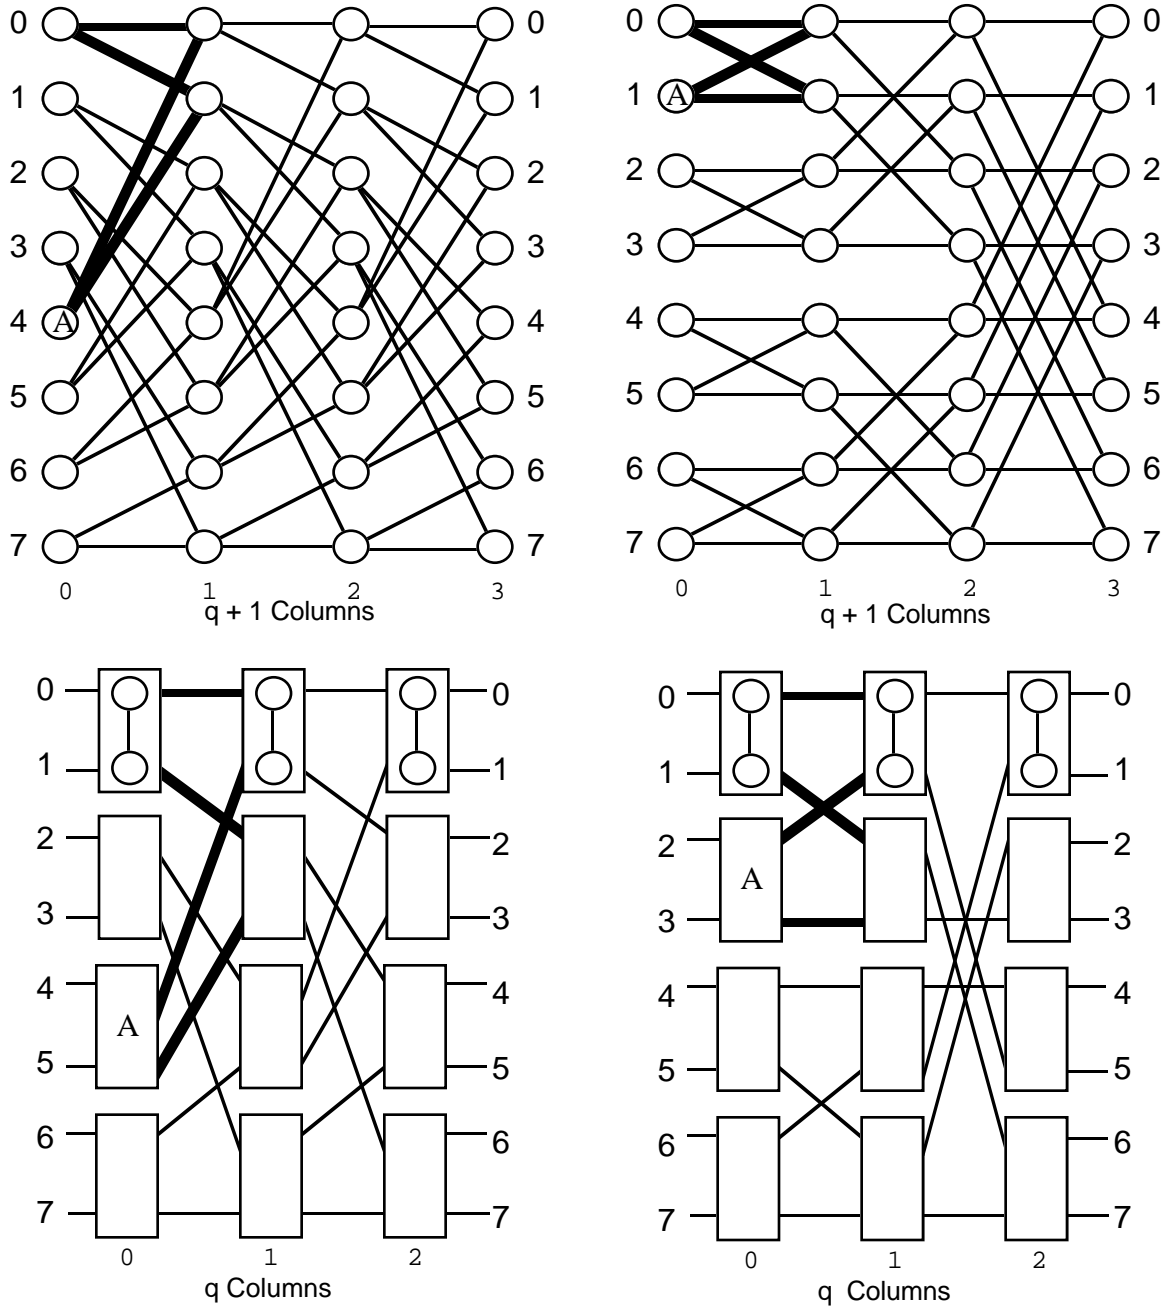 0 0 0 0
1 1 1 A 1
2 2 2 2
3 3 3 3
4 A 4 4 4
5 5 5 5
6 6 6 6
7 7 7 7
0 1 2 3 0 1 2 3
q + 1 Columns q + 1 Columns
0 0 0 0
1 1 1 1
2 2 2 2
A
3 3 3 3
4 4 4 4
A
5 5 5 5
6 6 6 6
7 7 7 7
0 1 2 0 1 2
q Columns q Columns